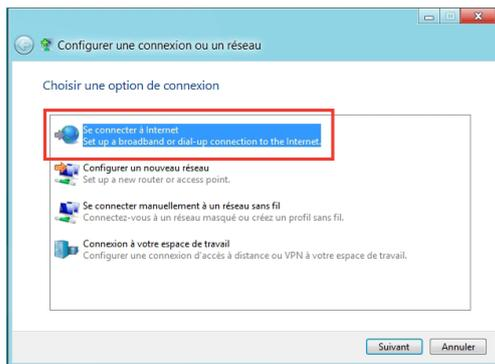 Configurer une connexion ou un réseau
Choisir une option de connexion
Se connecter à Internet
Set up a broadband or dial-up connection to the Internet.
Configurer un nouveau réseau
Set up a new router or access point.
Se connecter manuellement à un réseau sans fil
Connectez-vous à un réseau masqué ou créez un profil sans fil.
Connexion à votre espace de travail
Configurer une connexion d'accès à distance ou VPN à votre espace de travail.
Suivant
Annuler